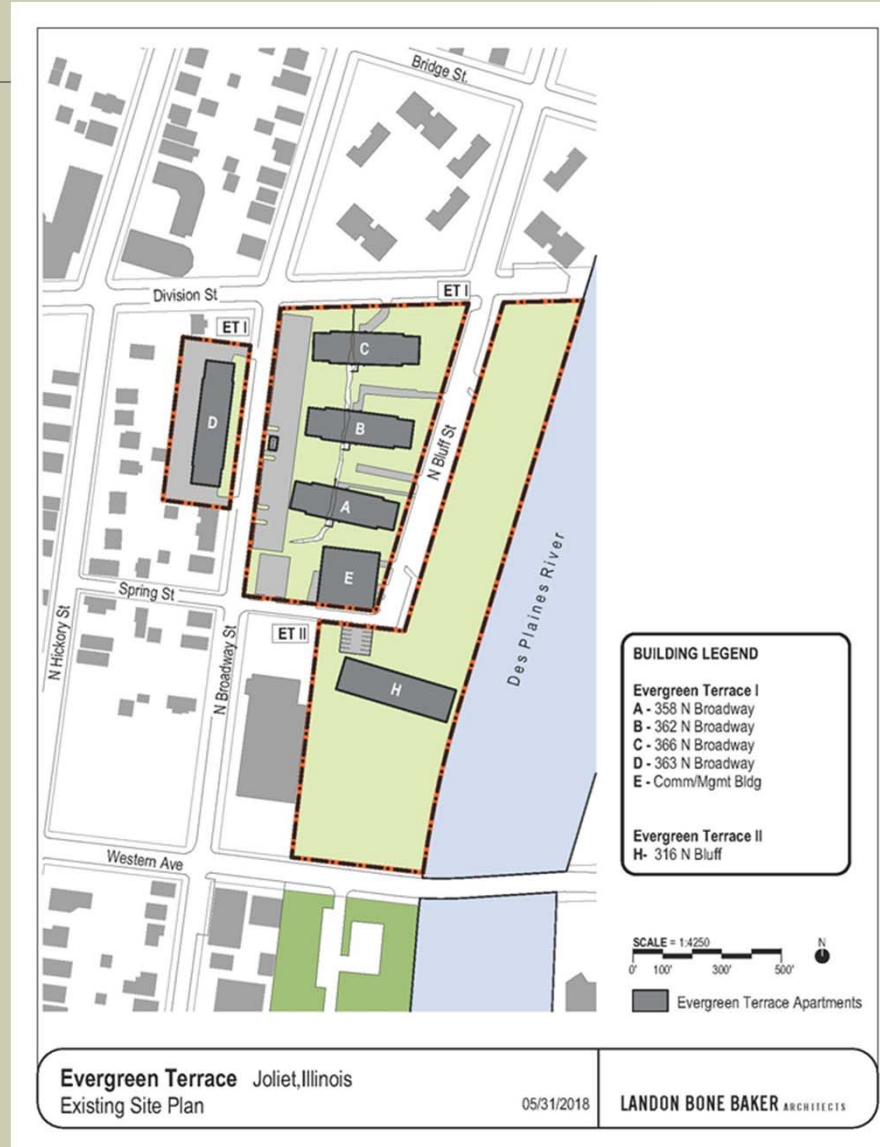 Bridge St.
Division St
ET I
ET I
C
D
B
N Bluff St
A
E
Des Plaines River
Spring St
N Hickory St
N Broadway St
ET II
H
Western Ave
BUILDING LEGEND
Evergreen Terrace I
A - 358 N Broadway
B - 362 N Broadway
C - 366 N Broadway
D - 363 N Broadway
E - Comm/Mgmt Bldg
Evergreen Terrace II
H- 316 N Bluff
SCALE = 1:4250
N
0' 100' 300' 500'
Evergreen Terrace Apartments
Evergreen Terrace Joliet,Illinois
Existing Site Plan
05/31/2018
LANDON BONE BAKER ARCHITECTS